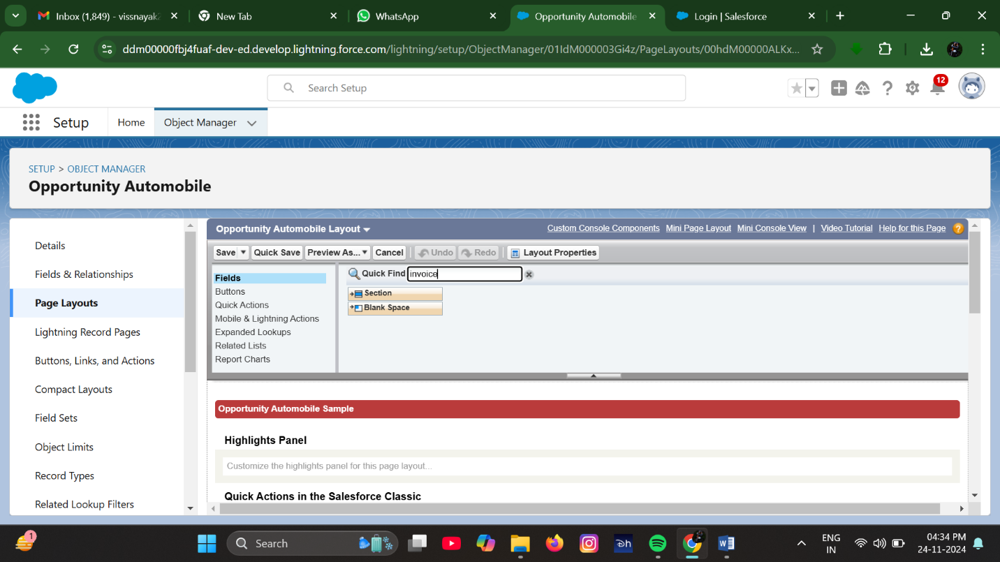 Inbox (1,849) - vissnayak2
New Tab
WhatsApp
Opportunity Automobile
Login | Salesforce
ddm00000fbj4fuaf-dev-ed.develop.lightning.force.com/lightning/setup/ObjectManager/01IdM000003Gi4z/PageLayouts/00hdM00000ALKx...
Search Setup
12
Setup
Home
Object Manager
SETUP > OBJECT MANAGER
Opportunity Automobile
Details
Fields & Relationships
Page Layouts
Lightning Record Pages
Buttons, Links, and Actions
Compact Layouts
Field Sets
Object Limits
Record Types
Related Lookup Filters
Opportunity Automobile Layout
Custom Console Components Mini Page Layout Mini Console View | Video Tutorial Help for this Page ?
Save Quick Save Preview As... Cancel Undo Redo Layout Properties
Fields
Buttons
Quick Actions
Mobile & Lightning Actions
Expanded Lookups
Related Lists
Report Charts
Quick Find invoice
Section
Blank Space
Opportunity Automobile Sample
Highlights Panel
Customize the highlights panel for this page layout...
Quick Actions in the Salesforce Classic
1
Search
ENG
IN
04:34 PM
24-11-2024